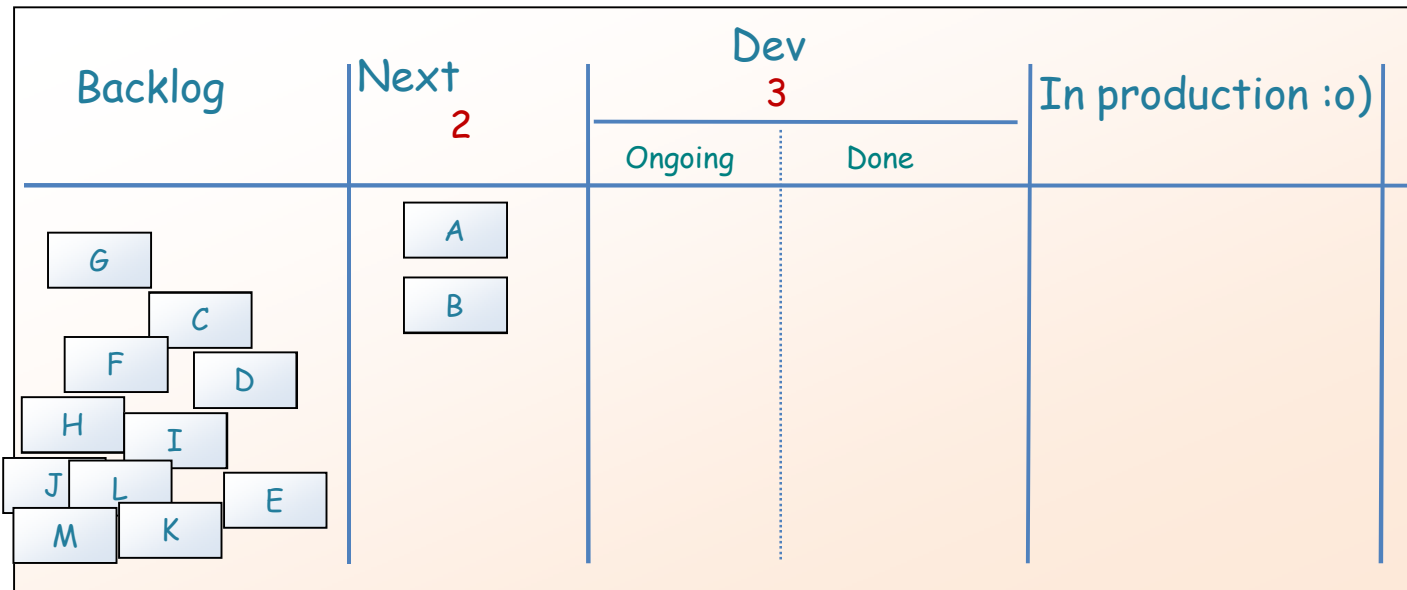 Backlog
Next
2
Dev
3
In production :o)
Ongoing
Done
A
B
G
C
F
D
H
I
J
L
E
M
K